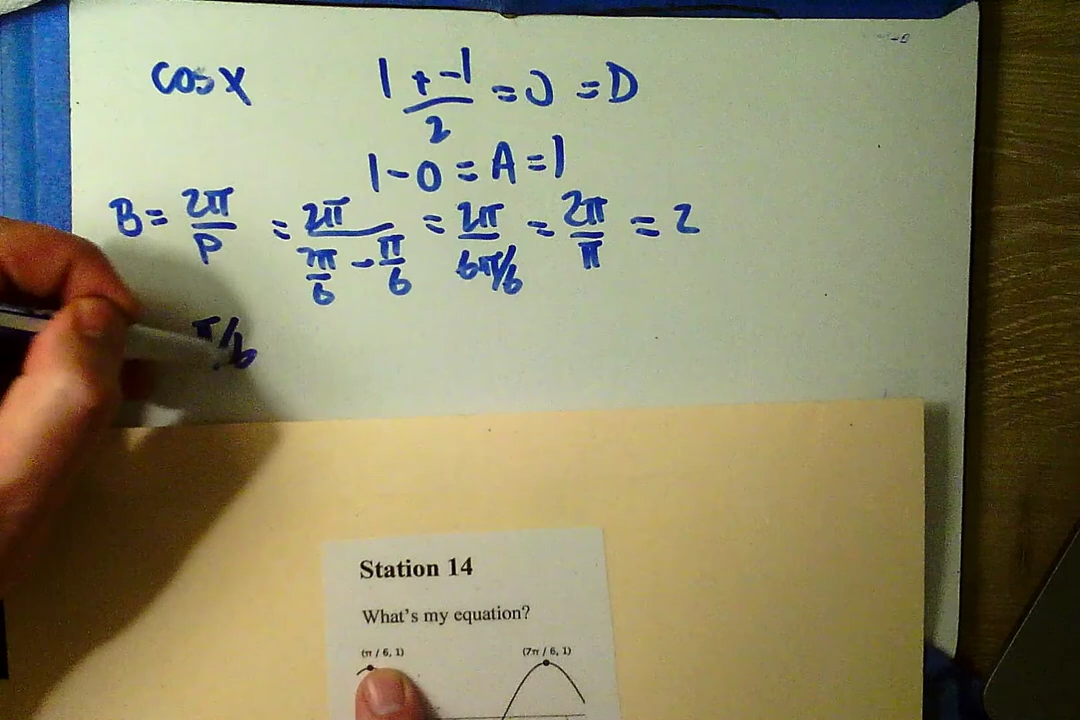 cos x
1 + -1 / 2 = 0 = D
1 - 0 = A = 1
B = 2π/P = 2π / (7π/6 - π/6) = 2π / (6π/6) = 2π/π = 2
π/6
Station 14
What's my equation?
(π / 6, 1) (7π / 6, 1)